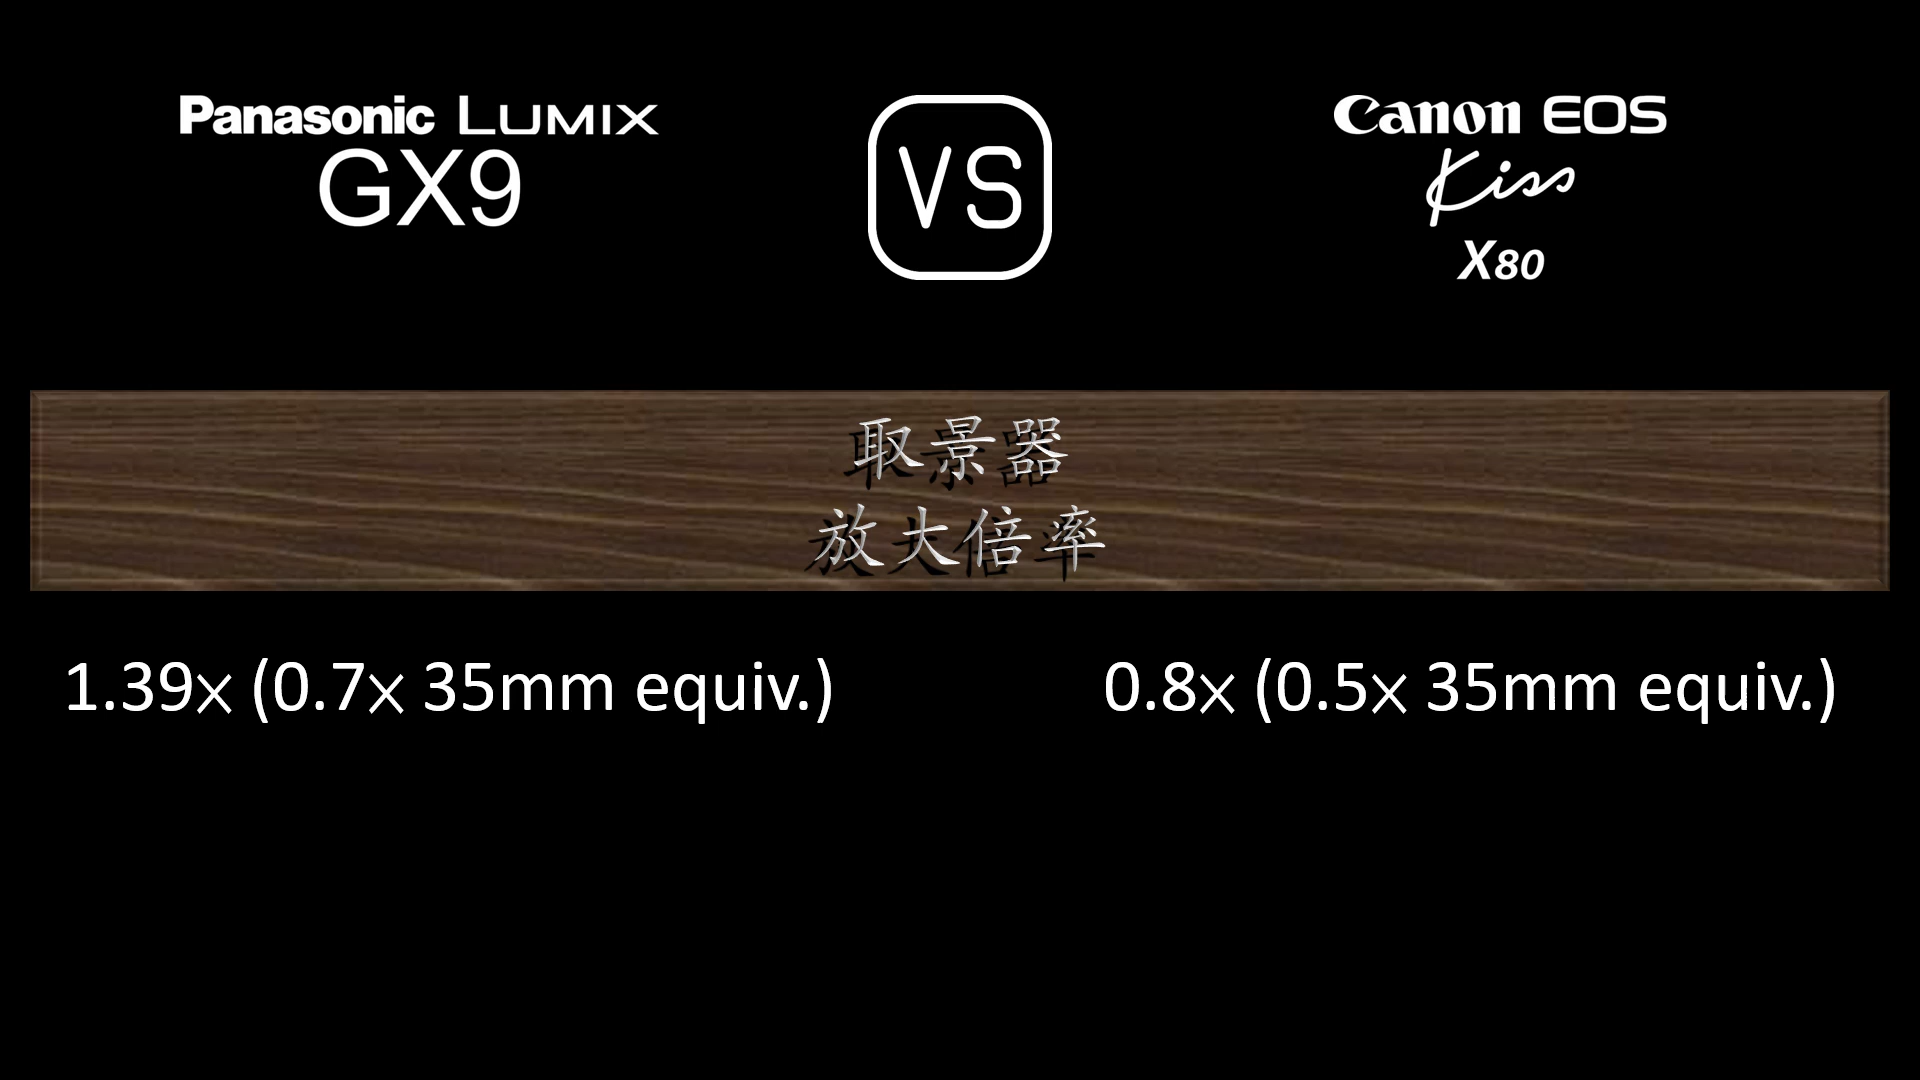 Panasonic LUMIX
GX9
VS
Canon EOS
Kiss
X80
取景器
放大倍率
1.39x (0.7x 35mm equiv.)
0.8x (0.5x 35mm equiv.)